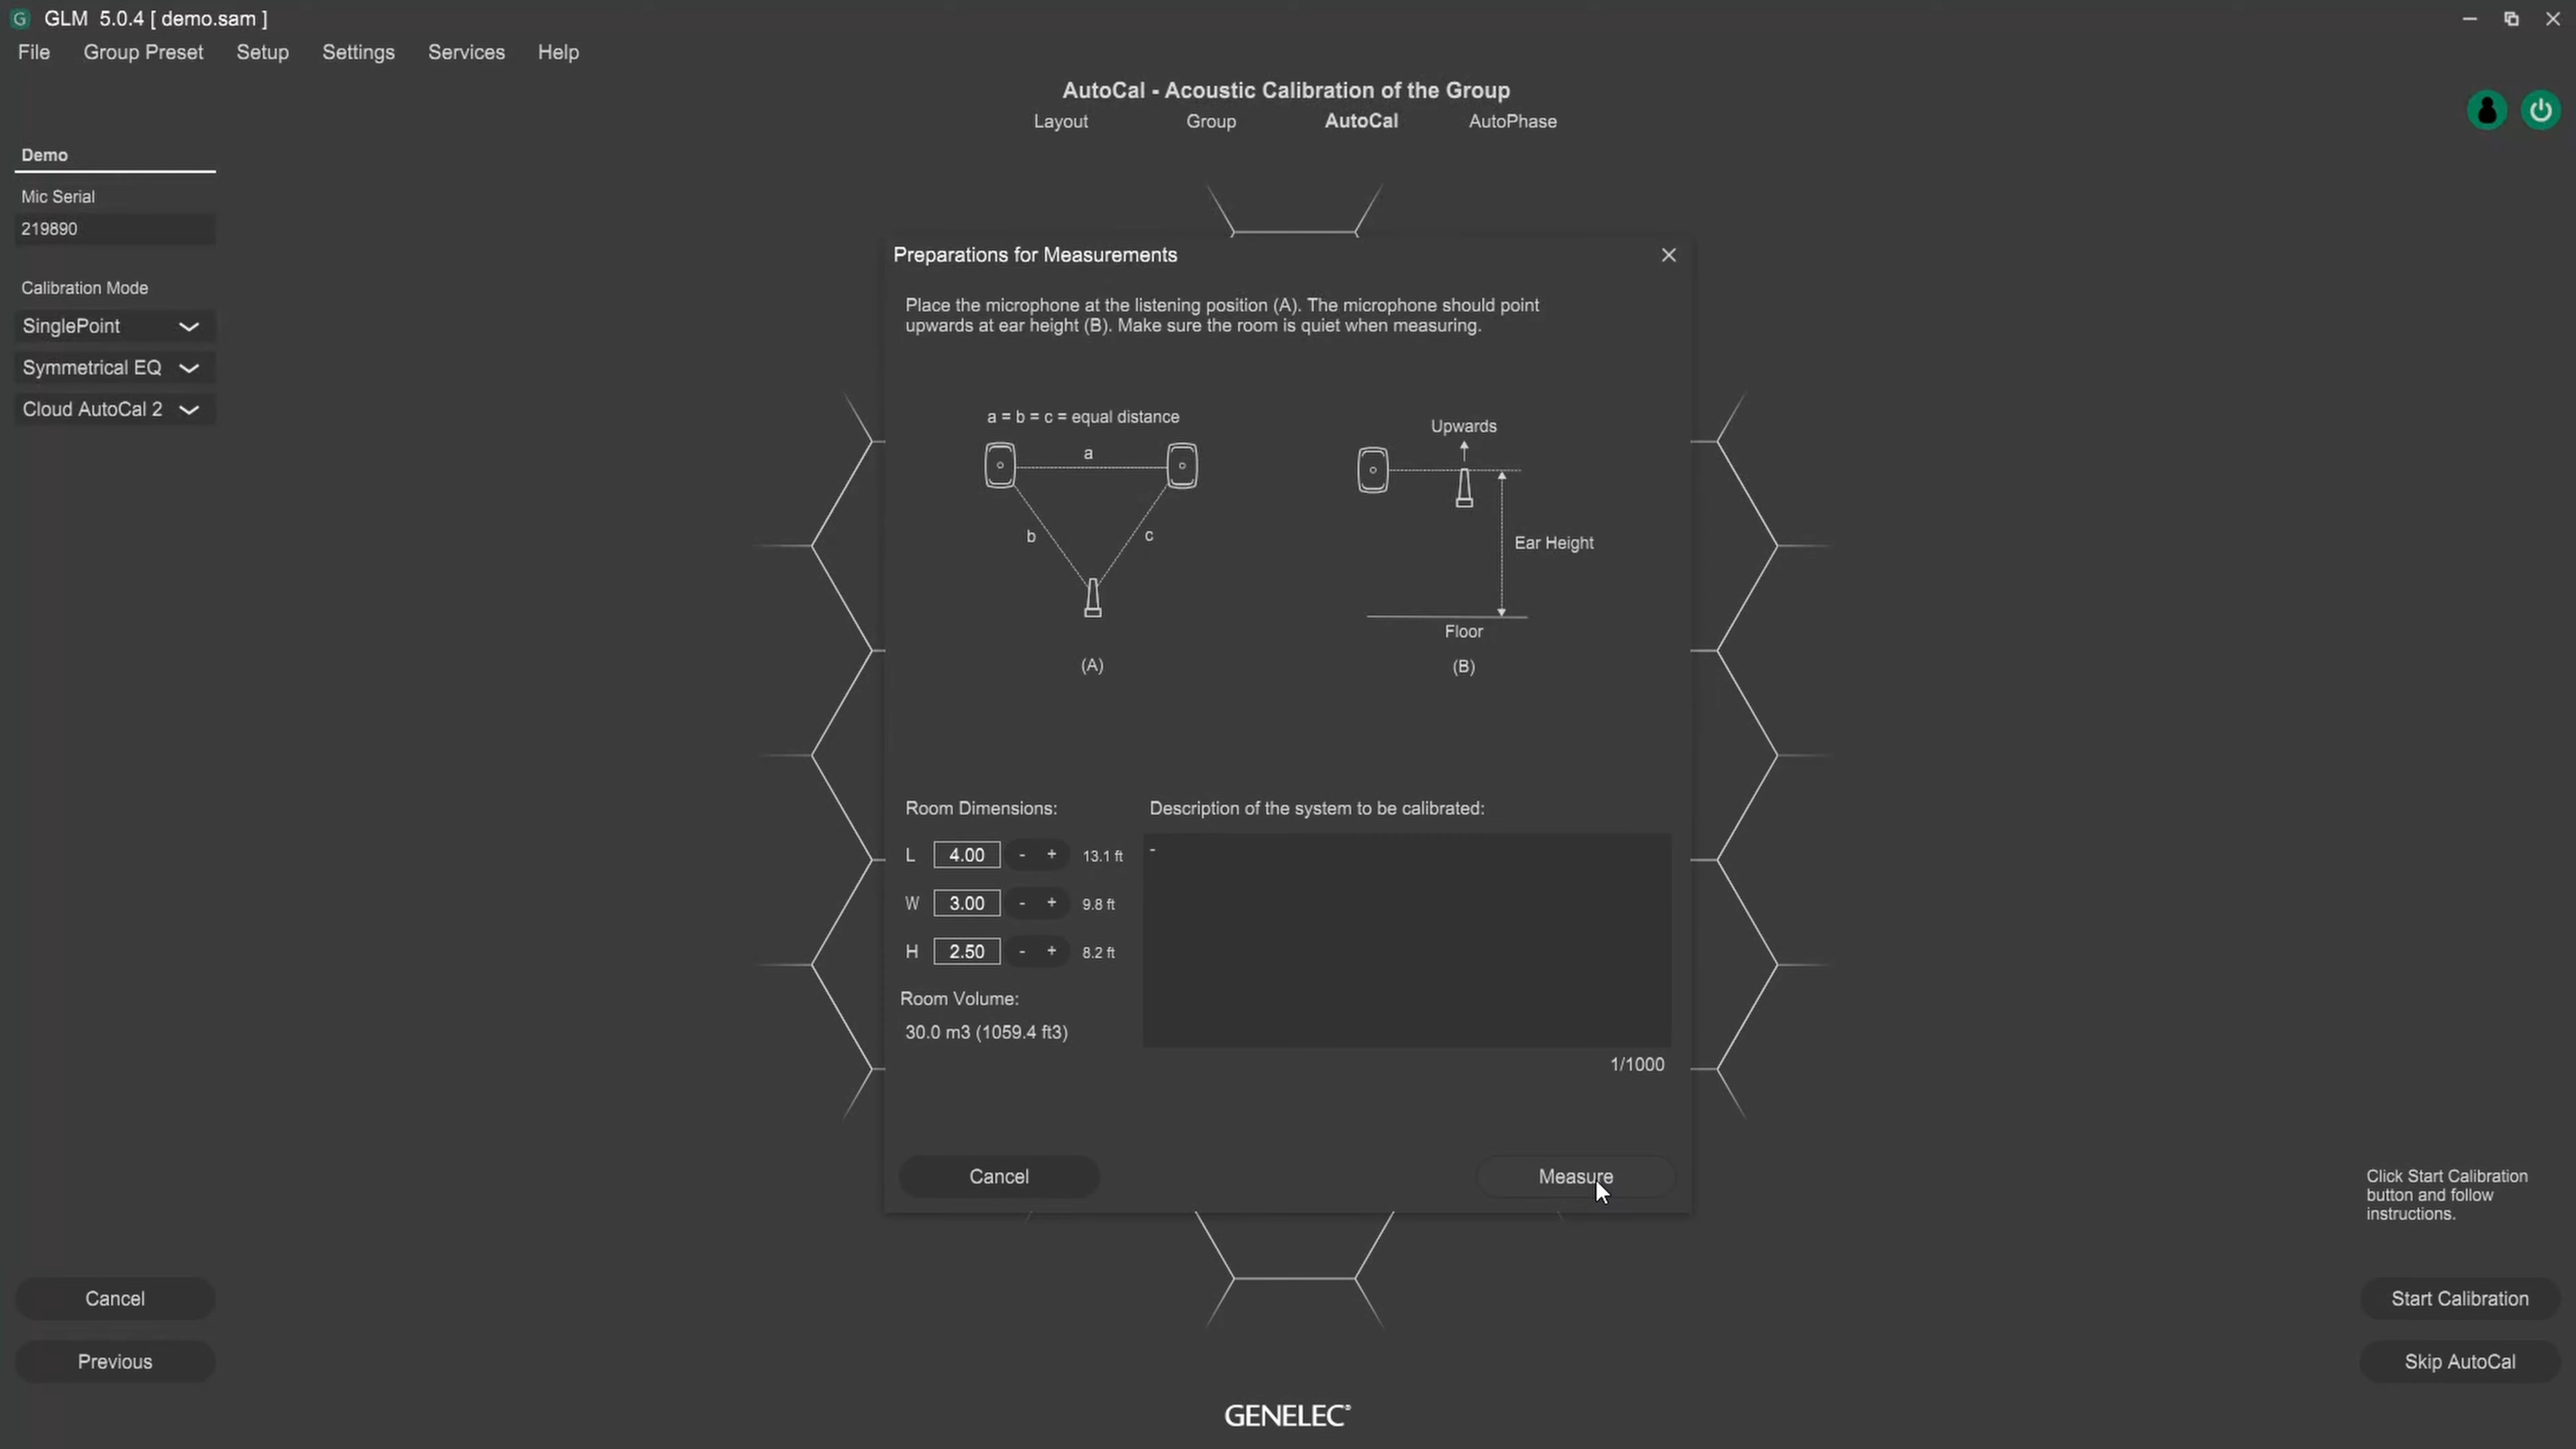 GLM 5.0.4 [ demo.sam ]
File Group Preset Setup Settings Services Help
AutoCal - Acoustic Calibration of the Group
Layout Group AutoCal AutoPhase
Demo
Mic Serial
219890
Calibration Mode
SinglePoint
Symmetrical EQ
Cloud AutoCal 2
Preparations for Measurements
Place the microphone at the listening position (A). The microphone should point
upwards at ear height (B). Make sure the room is quiet when measuring.
a = b = c = equal distance
a
b
c
(A)
Upwards
Ear Height
Floor
(B)
Room Dimensions:
L 4.00 - + 13.1 ft
W 3.00 - + 9.8 ft
H 2.50 - + 8.2 ft
Room Volume:
30.0 m3 (1059.4 ft3)
Description of the system to be calibrated:
-
1/1000
Cancel
Measure
Cancel
Previous
Click Start Calibration
button and follow
instructions.
Start Calibration
Skip AutoCal
GENELEC®